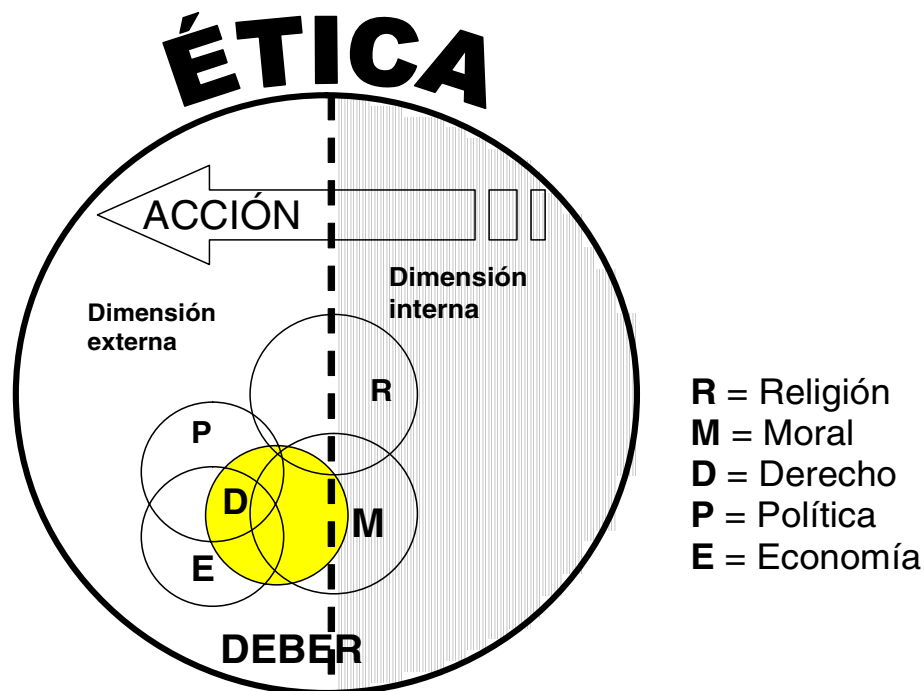 ÉTICA
ACCIÓN
Dimensión
interna
Dimensión
externa
R
P
D
M
E
DEBER
R = Religión
M = Moral
D = Derecho
P = Política
E = Economía